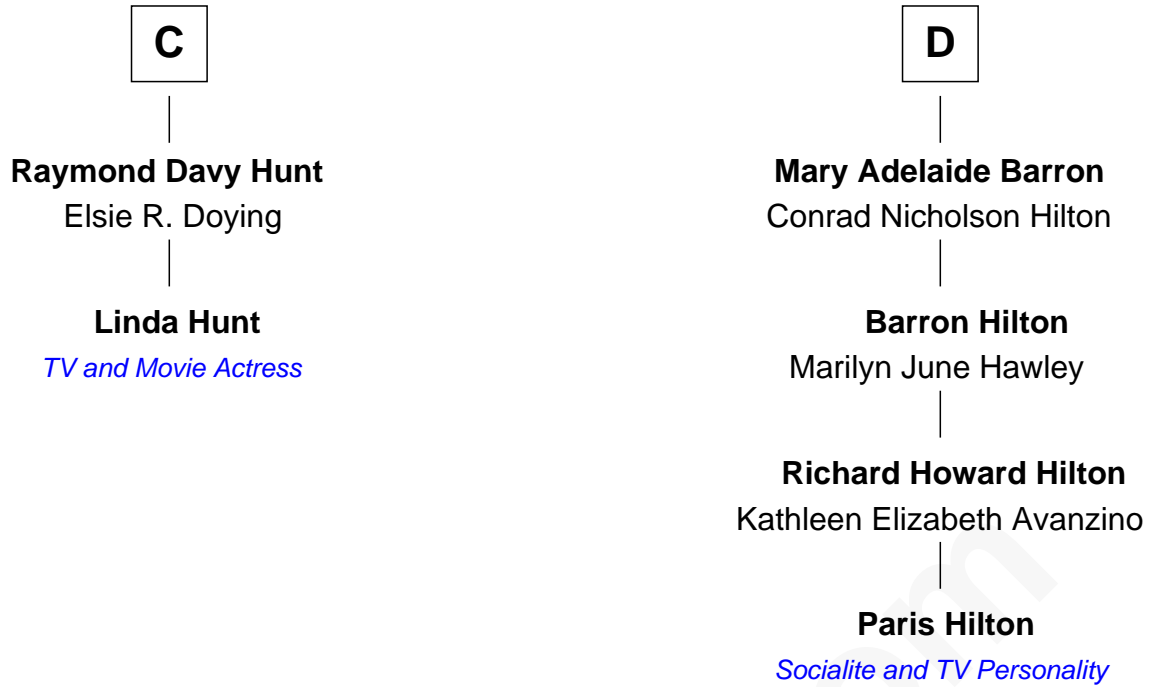 C
Raymond Davy Hunt
Elsie R. Doying
Linda Hunt
TV and Movie Actress
D
Mary Adelaide Barron
Conrad Nicholson Hilton
Barron Hilton
Marilyn June Hawley
Richard Howard Hilton
Kathleen Elizabeth Avanzino
Paris Hilton
Socialite and TV Personality